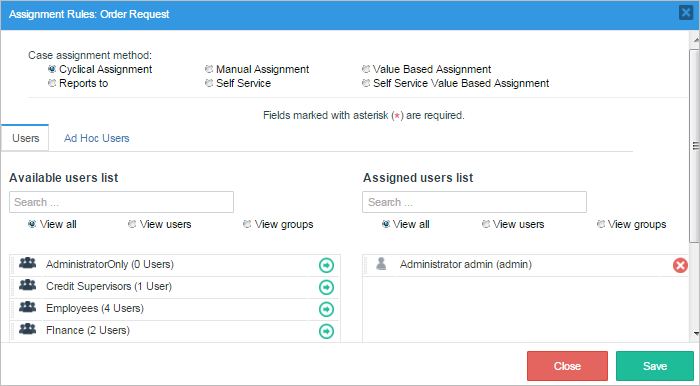 Assignment Rules: Order Request
Case assignment method:
Cyclical Assignment Manual Assignment Value Based Assignment
Reports to Self Service Self Service Value Based Assignment
Fields marked with asterisk (*) are required.
Users Ad Hoc Users
Available users list Assigned users list
Search ... Search ...
View all View users View groups View all View users View groups
AdministratorOnly (0 Users) Administrator admin (admin)
Credit Supervisors (1 User)
Employees (4 Users)
FInance (2 Users)
Close Save